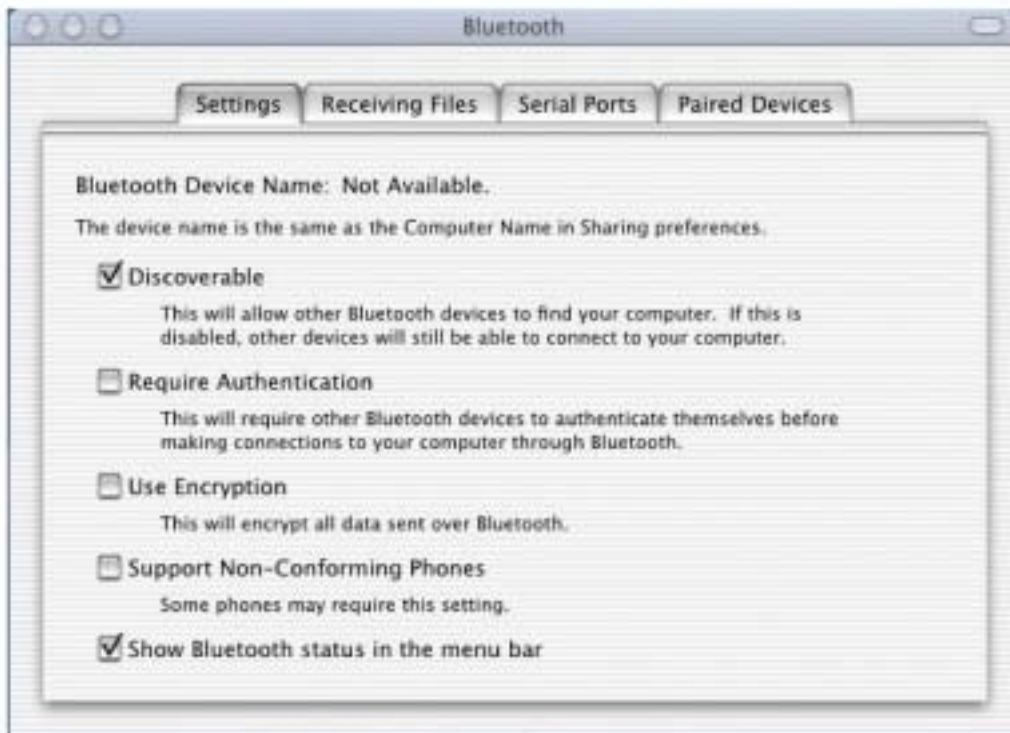 Bluetooth
Settings
Receiving Files
Serial Ports
Paired Devices
Bluetooth Device Name: Not Available.
The device name is the same as the Computer Name in Sharing preferences.
Discoverable
This will allow other Bluetooth devices to find your computer. If this is
disabled, other devices will still be able to connect to your computer.
Require Authentication
This will require other Bluetooth devices to authenticate themselves before
making connections to your computer through Bluetooth.
Use Encryption
This will encrypt all data sent over Bluetooth.
Support Non-Conforming Phones
Some phones may require this setting.
Show Bluetooth status in the menu bar